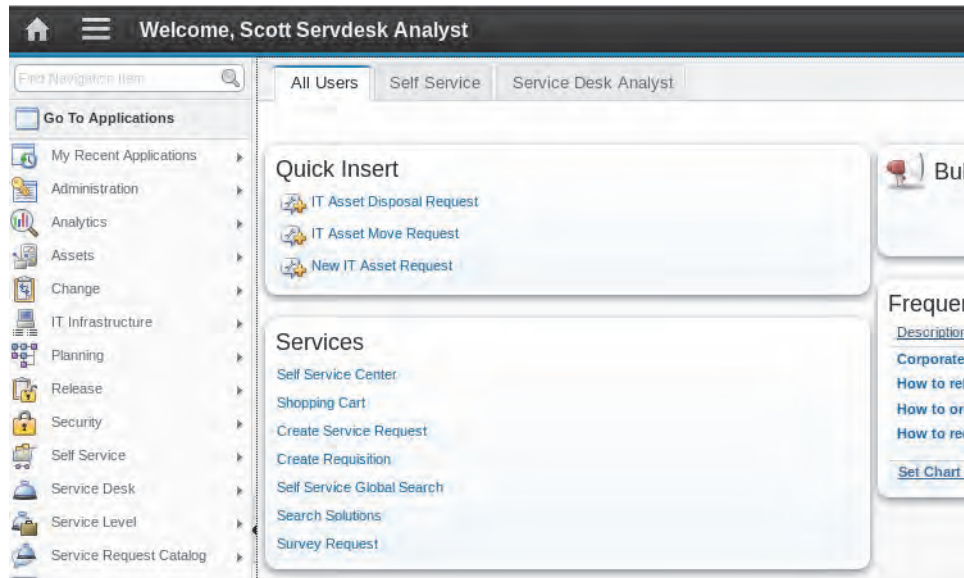 Welcome, Scott Servdesk Analyst
Find Navigation Item
All Users
Self Service
Service Desk Analyst
Go To Applications
My Recent Applications
Administration
Analytics
Assets
Change
IT Infrastructure
Planning
Release
Security
Self Service
Service Desk
Service Level
Service Request Catalog
Quick Insert
IT Asset Disposal Request
IT Asset Move Request
New IT Asset Request
Services
Self Service Center
Shopping Cart
Create Service Request
Create Requisition
Self Service Global Search
Search Solutions
Survey Request
Bul
Frequen
Description
Corporate
How to re
How to or
How to re
Set Chart